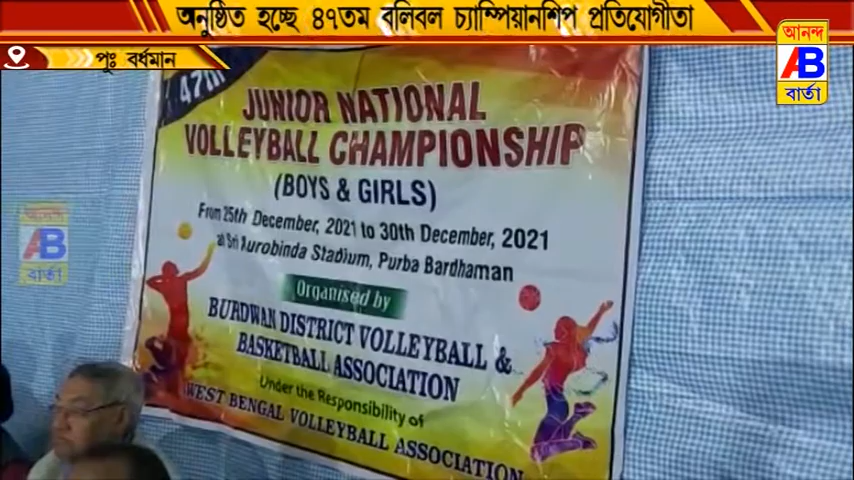 অনুষ্ঠিত হচ্ছে ৪৭তম বলিবল চ্যাম্পিয়ানশিপ প্রতিযোগীতা
পূঃ বর্ধমান
আনন্দ
AB
বার্তা
47th
JUNIOR NATIONAL
VOLLEYBALL CHAMPIONSHIP
(BOYS & GIRLS)
From 25th December, 2021 to 30th December, 2021
at Sri Aurobinda Stadium, Purba Bardhaman
Organised by
BURDWAN DISTRICT VOLLEYBALL &
BASKETBALL ASSOCIATION
Under the Responsibility of
WEST BENGAL VOLLEYBALL ASSOCIATION
আনন্দ
AB
বার্তা